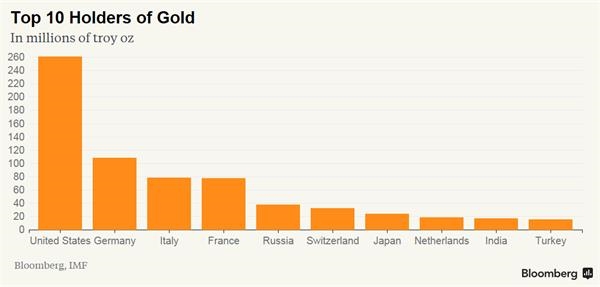 Top 10 Holders of Gold
In millions of troy oz
260
240
220
200
180
160
140
120
100
80
60
40
20
0
United States Germany Italy France Russia Switzerland Japan Netherlands India Turkey
Bloomberg, IMF
Bloomberg